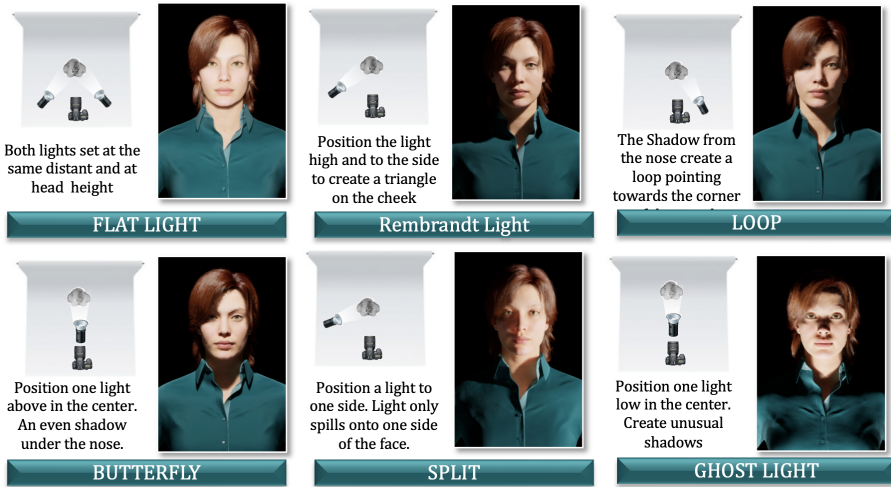 Both lights set at the
same distant and at
head height
FLAT LIGHT
Position the light
high and to the side
to create a triangle
on the cheek
Rembrandt Light
The Shadow from
the nose create a
loop pointing
towards the corner
LOOP
Position one light
above in the center.
An even shadow
under the nose.
BUTTERFLY
Position a light to
one side. Light only
spills onto one side
of the face.
SPLIT
Position one light
low in the center.
Create unusual
shadows
GHOST LIGHT